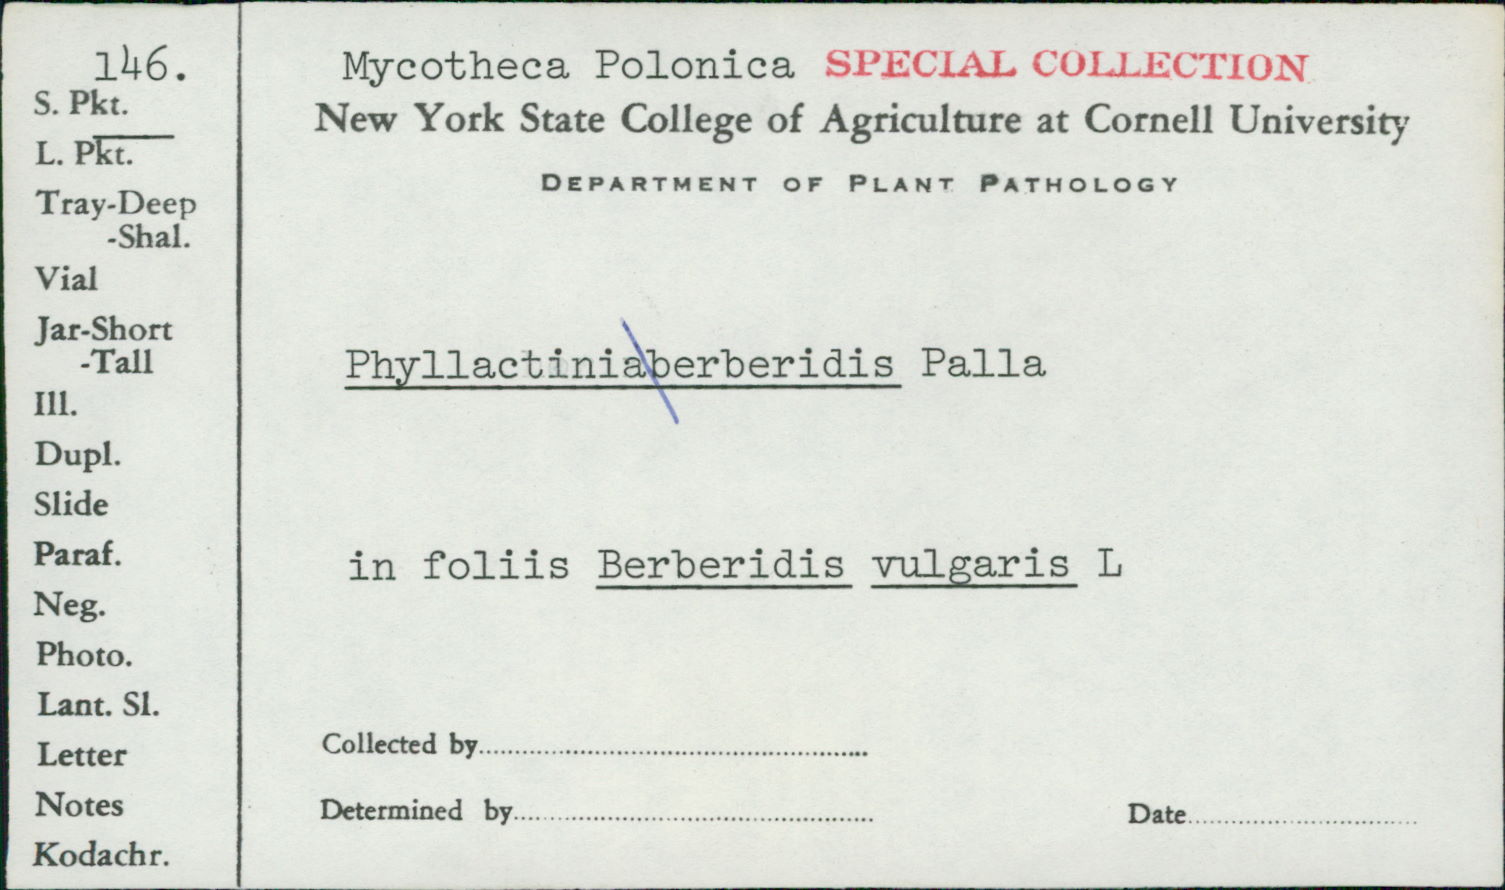 146.
S. Pkt.
L. Pkt.
Tray-Deep
-Shal.
Vial
Jar-Short
-Tall
Ill.
Dupl.
Slide
Paraf.
Neg.
Photo.
Lant. Sl.
Letter
Notes
Kodachr.
Mycotheca Polonica SPECIAL COLLECTION
New York State College of Agriculture at Cornell University
DEPARTMENT OF PLANT PATHOLOGY
Phyllactinia berberidis Palla
in foliis Berberidis vulgaris L
Collected by
Determined by
Date